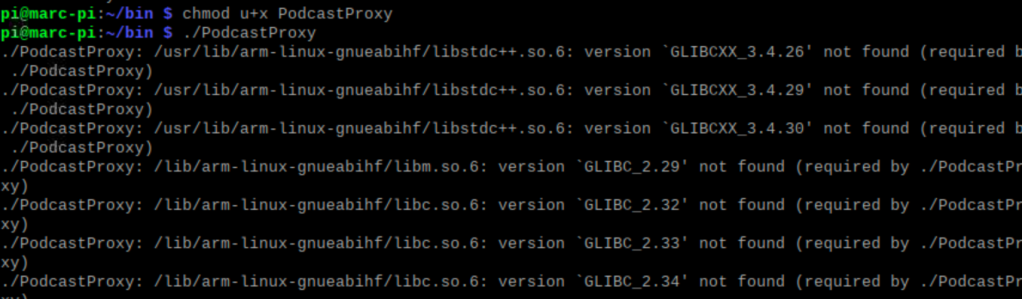 pi@marc-pi:~/bin $ chmod u+x PodcastProxy
pi@marc-pi:~/bin $ ./PodcastProxy
./PodcastProxy: /usr/lib/arm-linux-gnueabihf/libstdc++.so.6: version `GLIBCXX_3.4.26' not found (required b
 ./PodcastProxy)
./PodcastProxy: /usr/lib/arm-linux-gnueabihf/libstdc++.so.6: version `GLIBCXX_3.4.29' not found (required b
 ./PodcastProxy)
./PodcastProxy: /usr/lib/arm-linux-gnueabihf/libstdc++.so.6: version `GLIBCXX_3.4.30' not found (required b
 ./PodcastProxy)
./PodcastProxy: /lib/arm-linux-gnueabihf/libm.so.6: version `GLIBC_2.29' not found (required by ./PodcastPr
xy)
./PodcastProxy: /lib/arm-linux-gnueabihf/libc.so.6: version `GLIBC_2.32' not found (required by ./PodcastPr
xy)
./PodcastProxy: /lib/arm-linux-gnueabihf/libc.so.6: version `GLIBC_2.33' not found (required by ./PodcastPr
xy)
./PodcastProxy: /lib/arm-linux-gnueabihf/libc.so.6: version `GLIBC_2.34' not found (required by ./PodcastPr